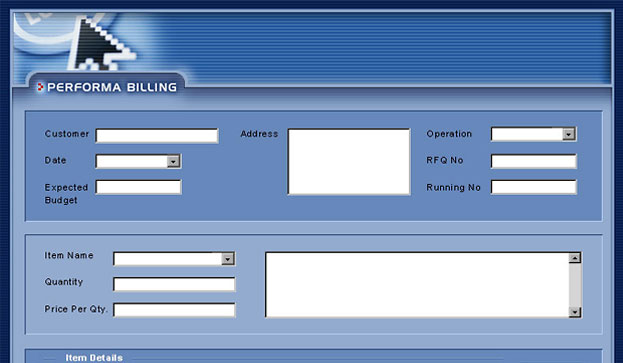 PERFORMA BILLING
Customer
Address
Operation
Date
RFQ No
Expected
Budget
Running No
Item Name
Quantity
Price Per Qty.
Item Details